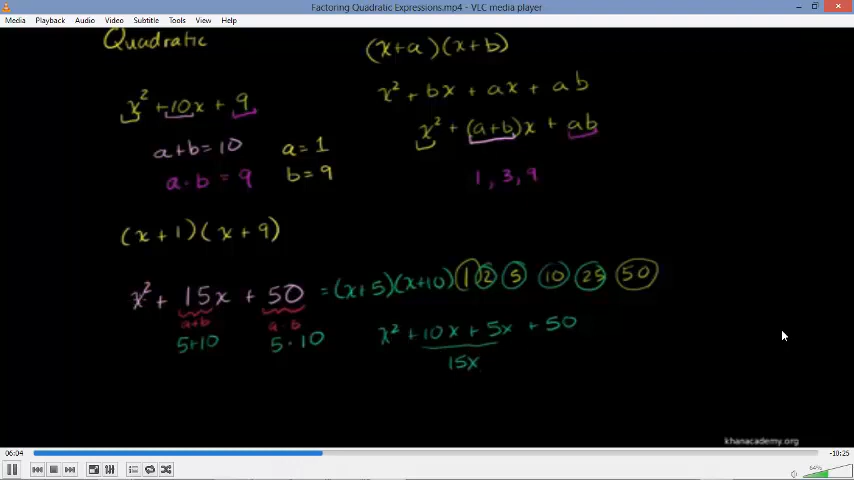 Factoring Quadratic Expressions.mp4 - VLC media player
Media Playback Audio Video Subtitle Tools View Help
Quadratic
x² + 10x + 9
a+b=10
a·b = 9
a=1
b=9
(x+1)(x+9)
(x+a)(x+b)
x² + bx + ax + ab
x² + (a+b)x + ab
1, 3, 9
x² + 15x + 50 = (x+5)(x+10) 1 2 5 10 25 50
a+b a·b
5+10 5·10
x² + 10x + 5x + 50
15x
khanacademy.org
06:04 -10:25
64%